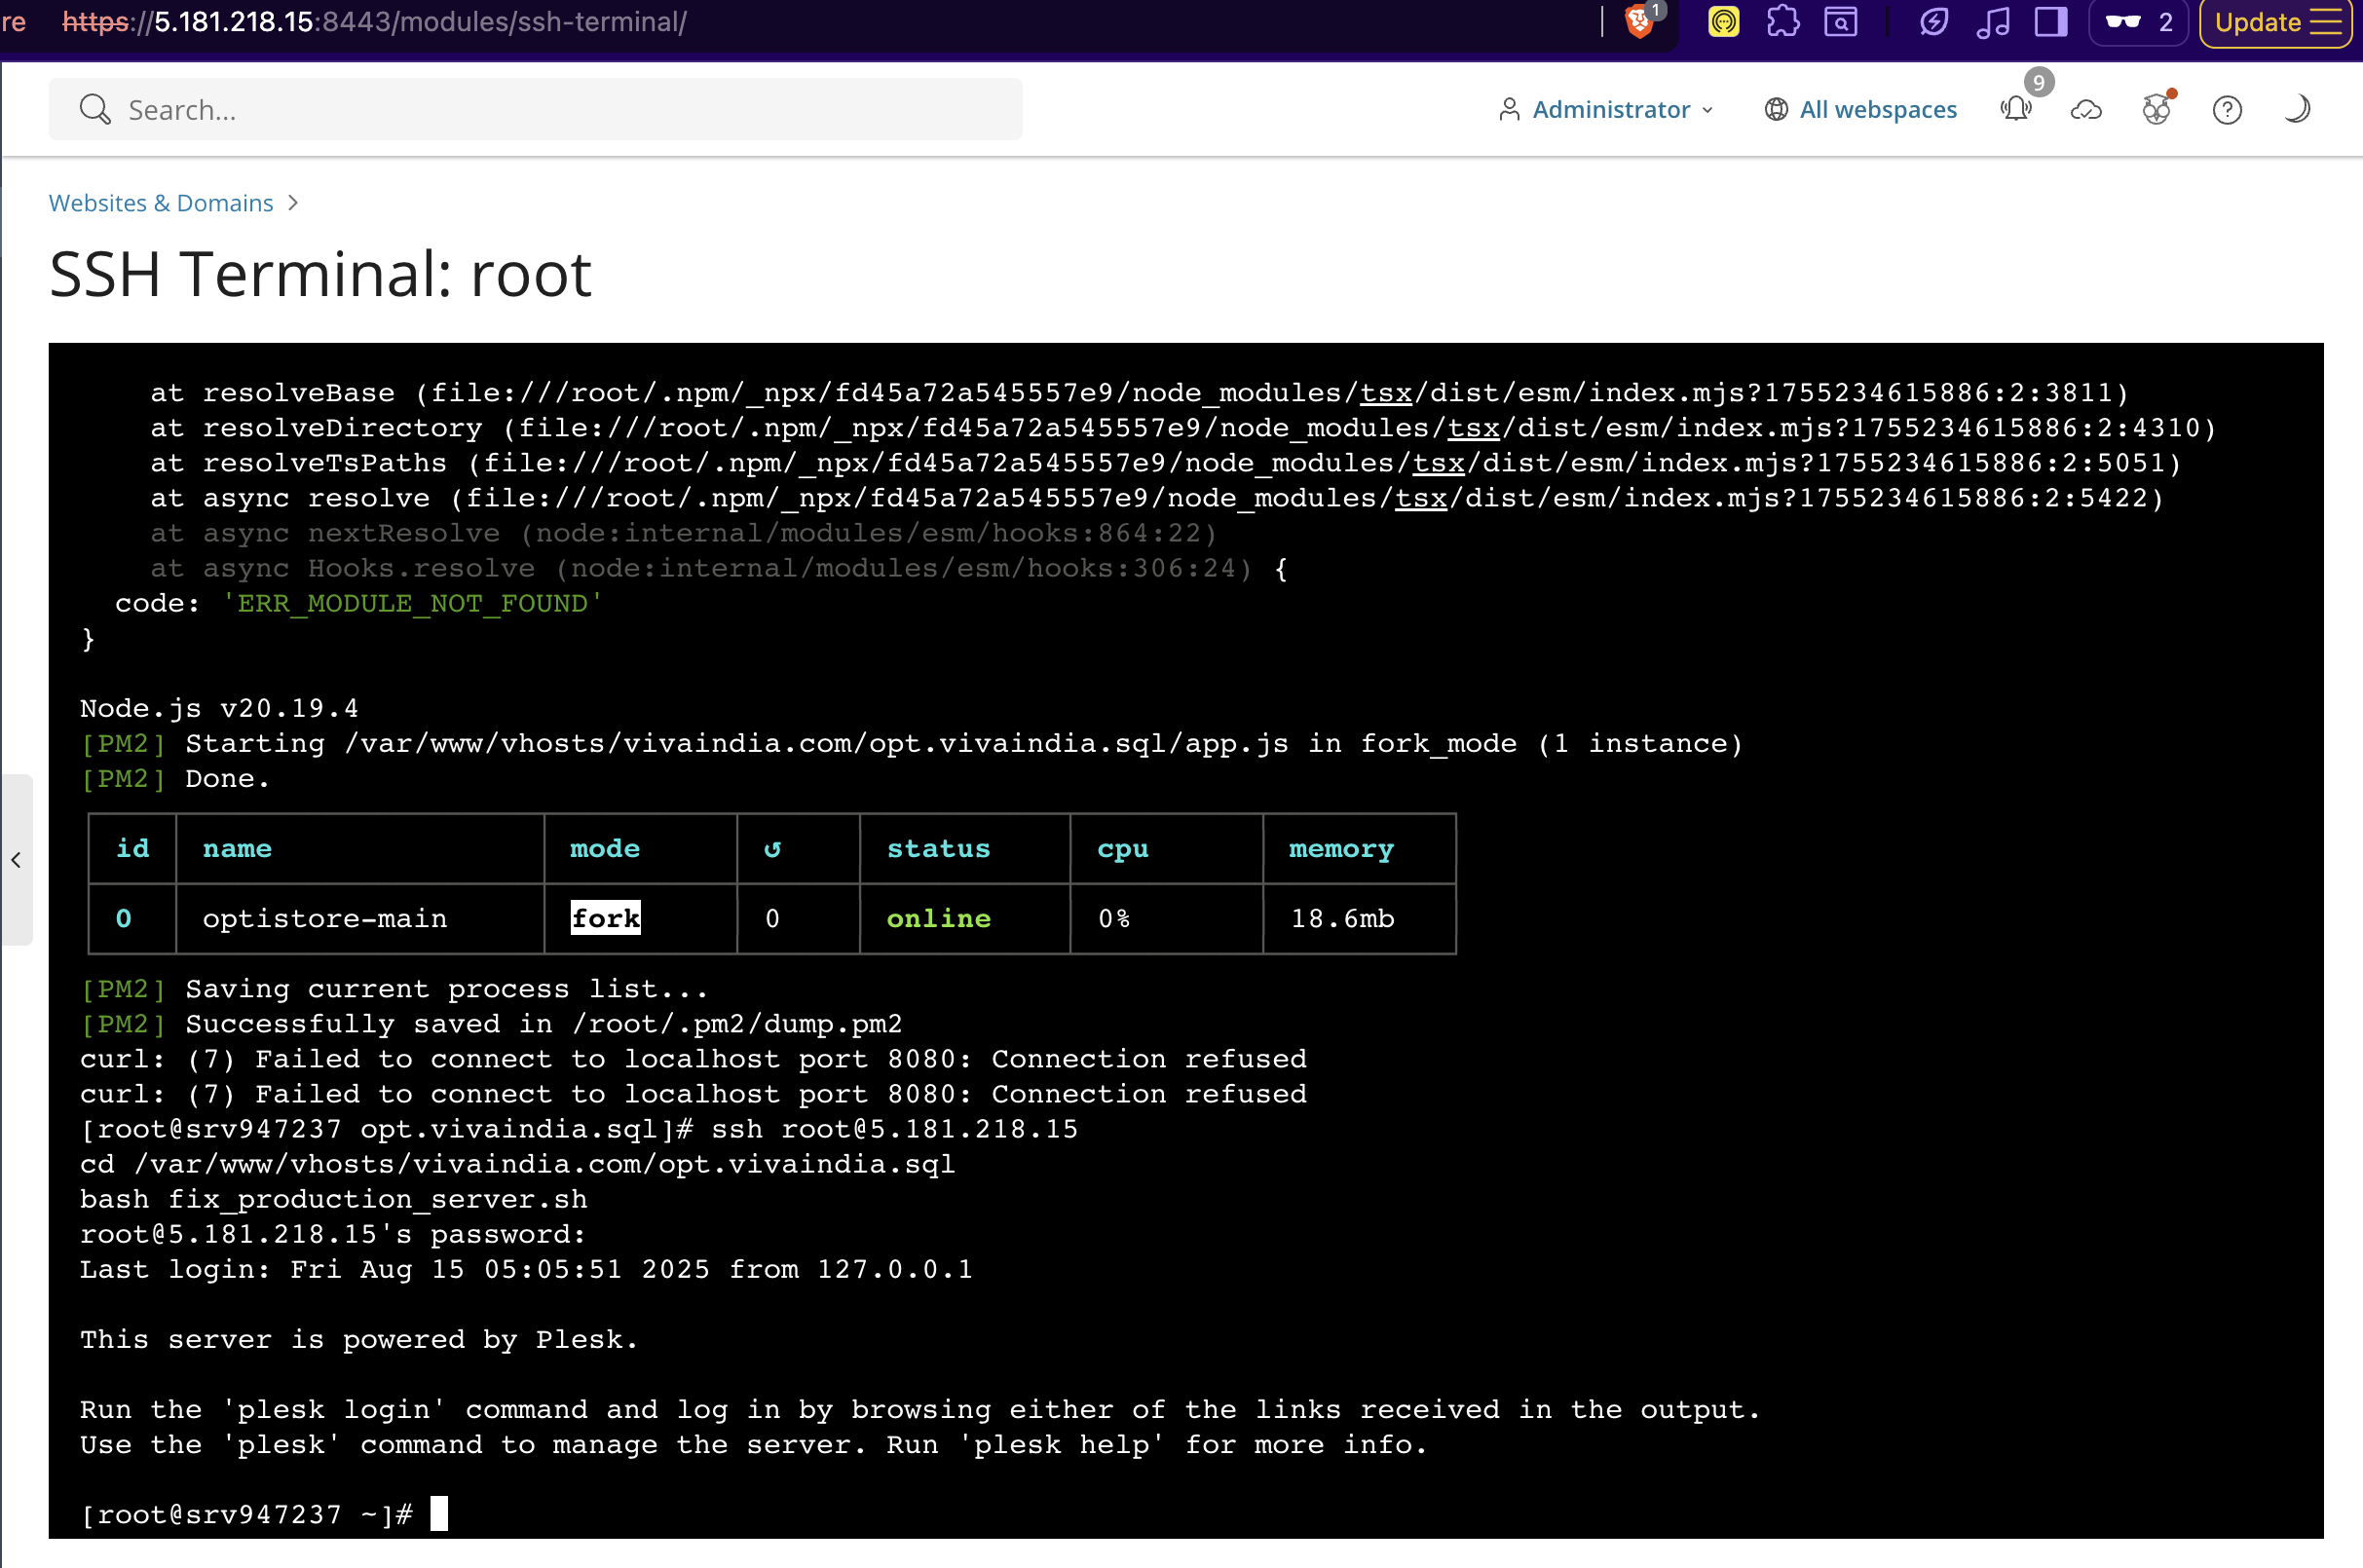 re https://5.181.218.15:8443/modules/ssh-terminal/ 1 2 Update
Search... Administrator All webspaces 9
Websites & Domains >
SSH Terminal: root
at resolveBase (file:///root/.npm/_npx/fd45a72a545557e9/node_modules/tsx/dist/esm/index.mjs?1755234615886:2:3811)
at resolveDirectory (file:///root/.npm/_npx/fd45a72a545557e9/node_modules/tsx/dist/esm/index.mjs?1755234615886:2:4310)
at resolveTsPaths (file:///root/.npm/_npx/fd45a72a545557e9/node_modules/tsx/dist/esm/index.mjs?1755234615886:2:5051)
at async resolve (file:///root/.npm/_npx/fd45a72a545557e9/node_modules/tsx/dist/esm/index.mjs?1755234615886:2:5422)
at async nextResolve (node:internal/modules/esm/hooks:864:22)
at async Hooks.resolve (node:internal/modules/esm/hooks:306:24) {
code: 'ERR_MODULE_NOT_FOUND'
}
Node.js v20.19.4
[PM2] Starting /var/www/vhosts/vivaindia.com/opt.vivaindia.sql/app.js in fork_mode (1 instance)
[PM2] Done.
id name mode ↺ status cpu memory
0 optistore-main fork 0 online 0% 18.6mb
[PM2] Saving current process list...
[PM2] Successfully saved in /root/.pm2/dump.pm2
curl: (7) Failed to connect to localhost port 8080: Connection refused
curl: (7) Failed to connect to localhost port 8080: Connection refused
[root@srv947237 opt.vivaindia.sql]# ssh root@5.181.218.15
cd /var/www/vhosts/vivaindia.com/opt.vivaindia.sql
bash fix_production_server.sh
root@5.181.218.15's password:
Last login: Fri Aug 15 05:05:51 2025 from 127.0.0.1
This server is powered by Plesk.
Run the 'plesk login' command and log in by browsing either of the links received in the output.
Use the 'plesk' command to manage the server. Run 'plesk help' for more info.
[root@srv947237 ~]#